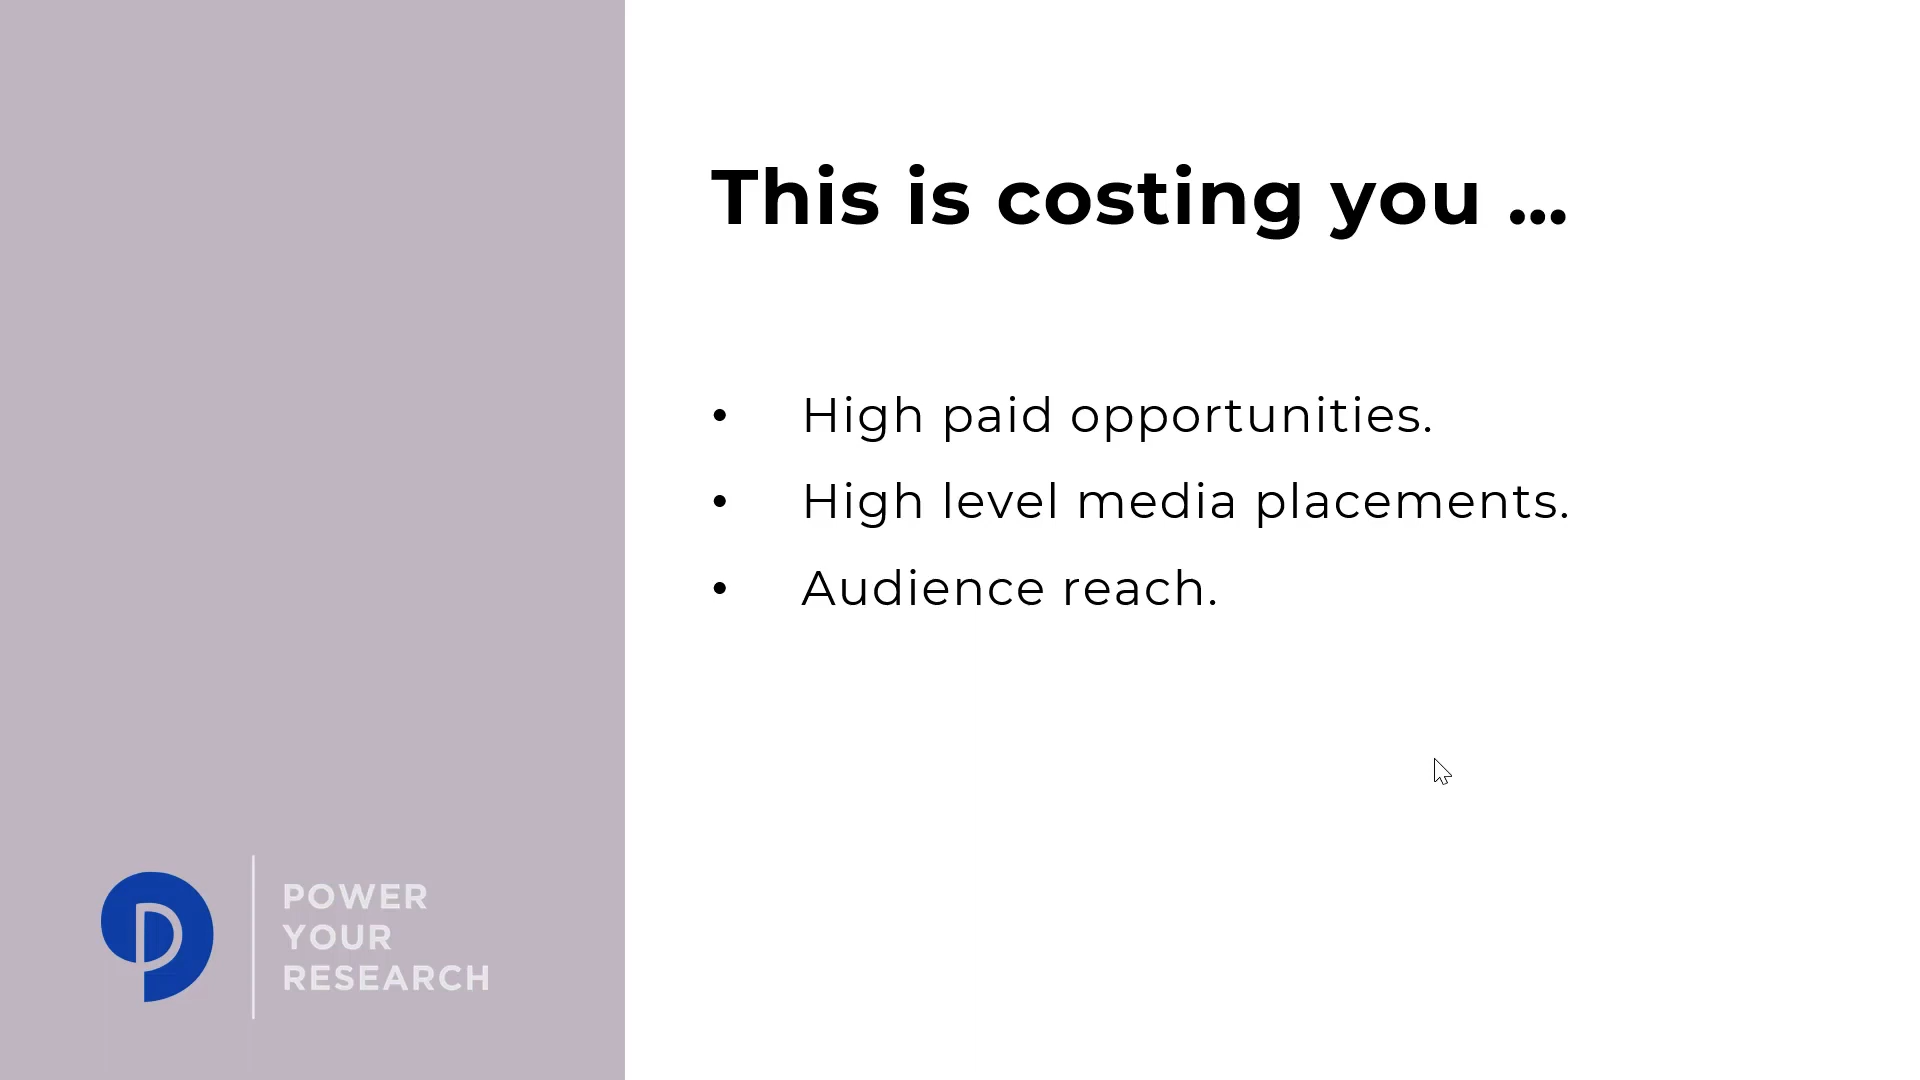 This is costing you ...
• High paid opportunities.
• High level media placements.
• Audience reach.
POWER
YOUR
RESEARCH